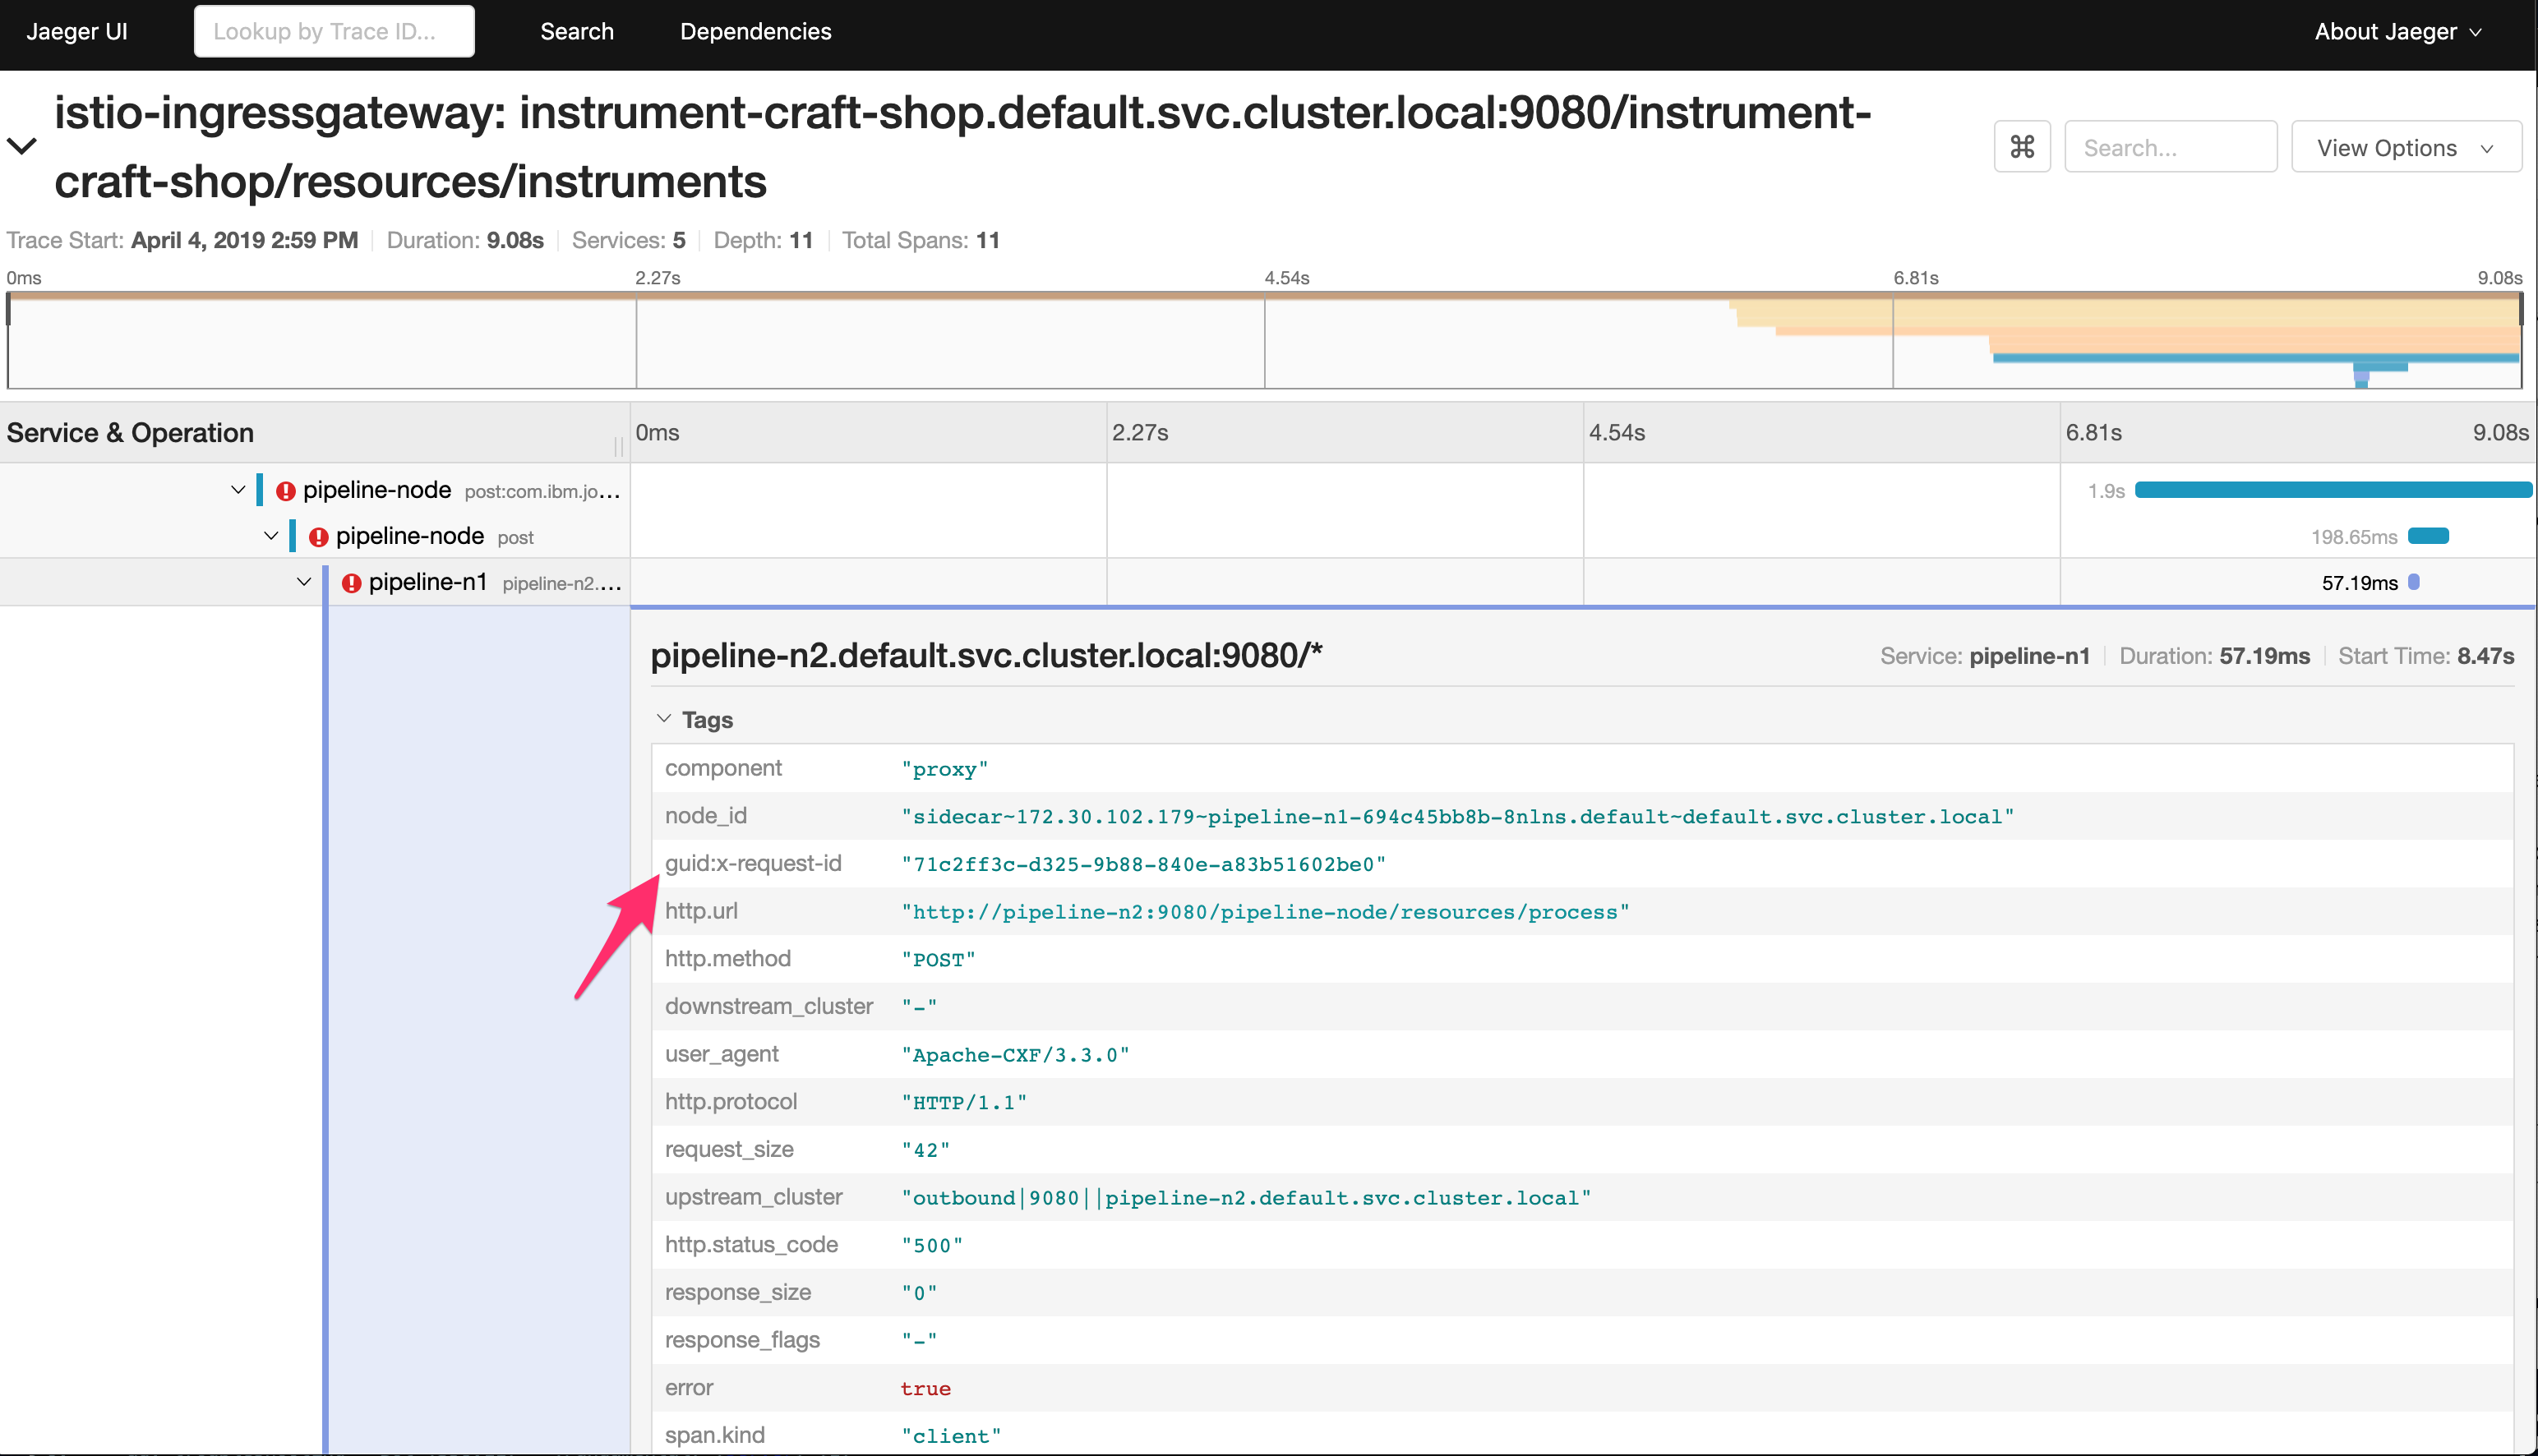 Jaeger UI Lookup by Trace ID... Search Dependencies About Jaeger
istio-ingressgateway: instrument-craft-shop.default.svc.cluster.local:9080/instrument-
craft-shop/resources/instruments
⌘ Search... View Options
Trace Start: April 4, 2019 2:59 PM Duration: 9.08s Services: 5 Depth: 11 Total Spans: 11
0ms 2.27s 4.54s 6.81s 9.08s
Service & Operation 0ms 2.27s 4.54s 6.81s 9.08s
pipeline-node post:com.ibm.jo... 1.9s
pipeline-node post 198.65ms
pipeline-n1 pipeline-n2.... 57.19ms
pipeline-n2.default.svc.cluster.local:9080/* Service: pipeline-n1 Duration: 57.19ms Start Time: 8.47s
Tags
component "proxy"
node_id "sidecar~172.30.102.179~pipeline-n1-694c45bb8b-8nlns.default~default.svc.cluster.local"
guid:x-request-id "71c2ff3c-d325-9b88-840e-a83b51602be0"
http.url "http://pipeline-n2:9080/pipeline-node/resources/process"
http.method "POST"
downstream_cluster "-"
user_agent "Apache-CXF/3.3.0"
http.protocol "HTTP/1.1"
request_size "42"
upstream_cluster "outbound|9080||pipeline-n2.default.svc.cluster.local"
http.status_code "500"
response_size "0"
response_flags "-"
error true
span.kind "client"